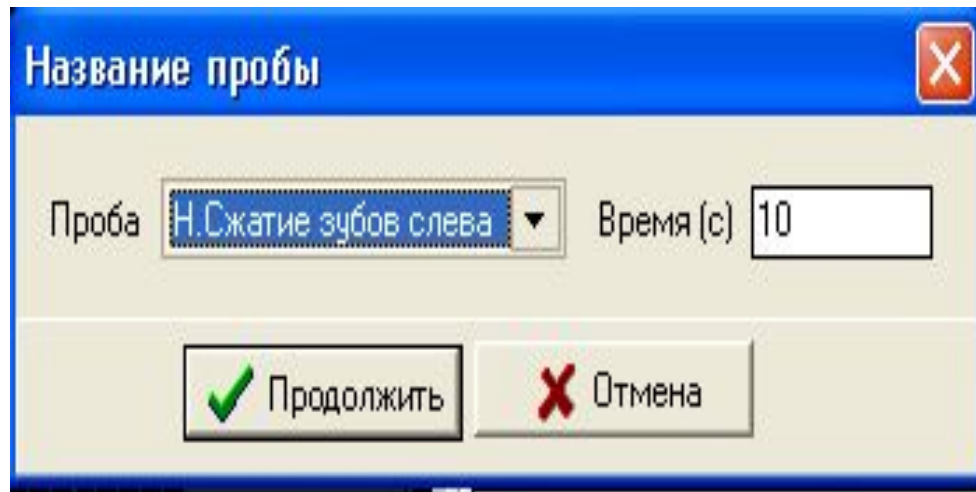 Название пробы
Проба Н.Сжатие зубов слева Время (с) 10
Продолжить Отмена